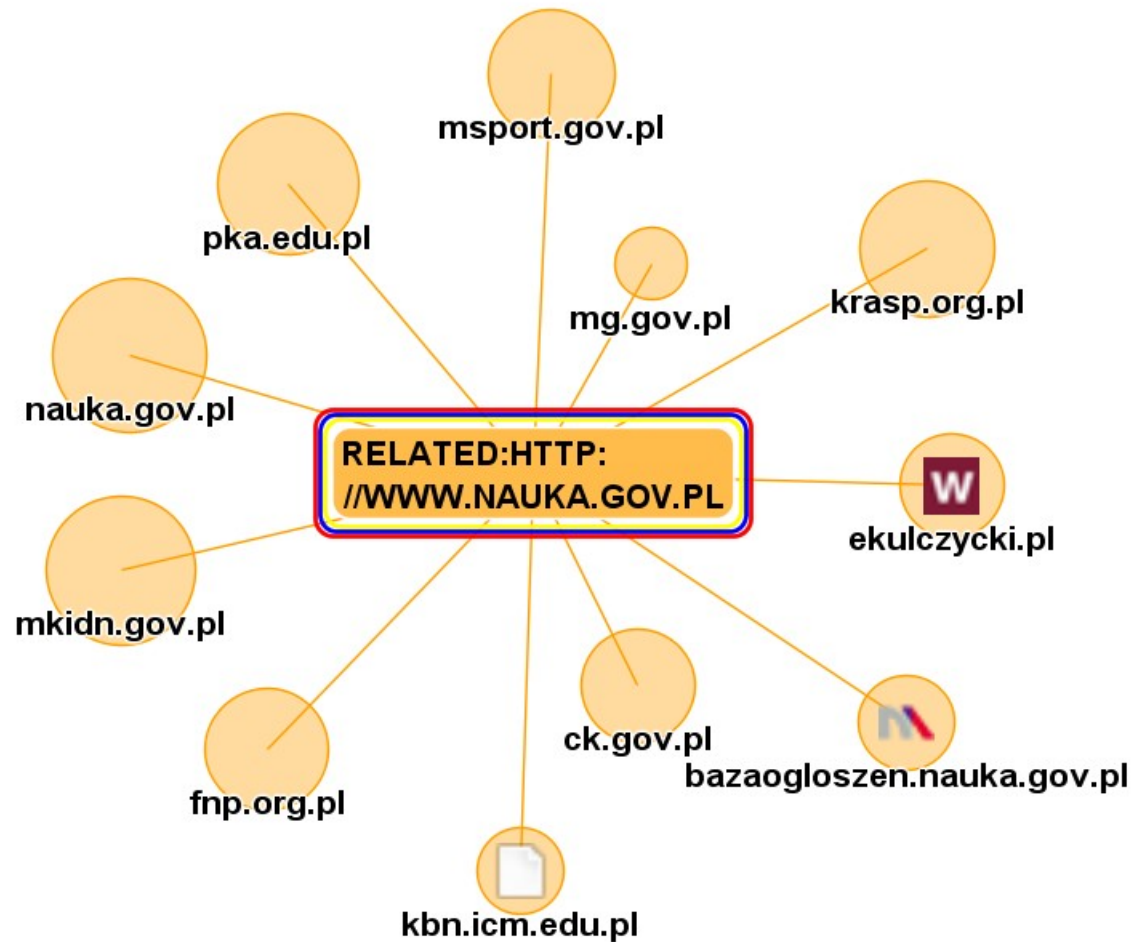 msport.gov.pl
pka.edu.pl
mg.gov.pl
krasp.org.pl
nauka.gov.pl
RELATED:HTTP:
//WWW.NAUKA.GOV.PL
W
ekulczycki.pl
mkidn.gov.pl
ck.gov.pl
bazaogloszen.nauka.gov.pl
fnp.org.pl
kbn.icm.edu.pl